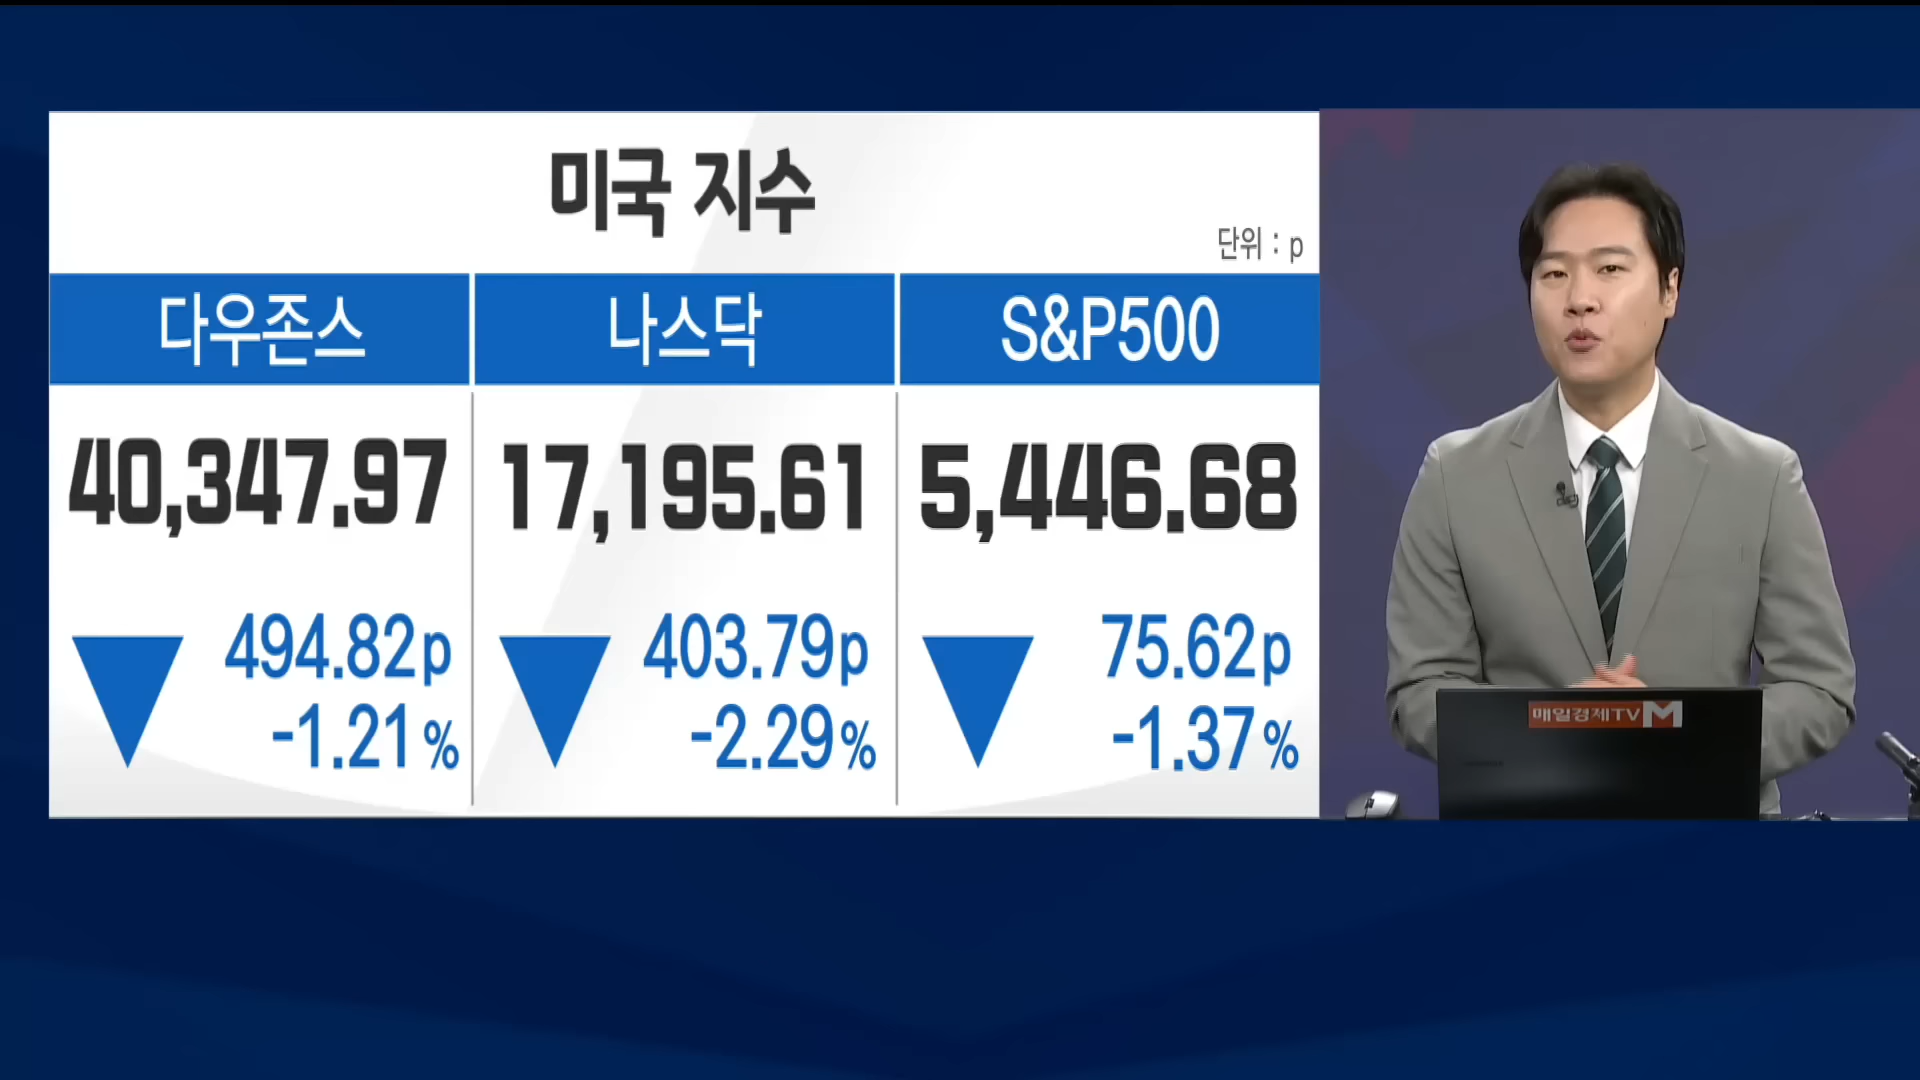 미국 지수
단위 : p
다우존스 나스닥 S&P500
40,347.97 17,195.61 5,446.68
494.82p 403.79p 75.62p
-1.21% -2.29% -1.37%
매일경제TV M